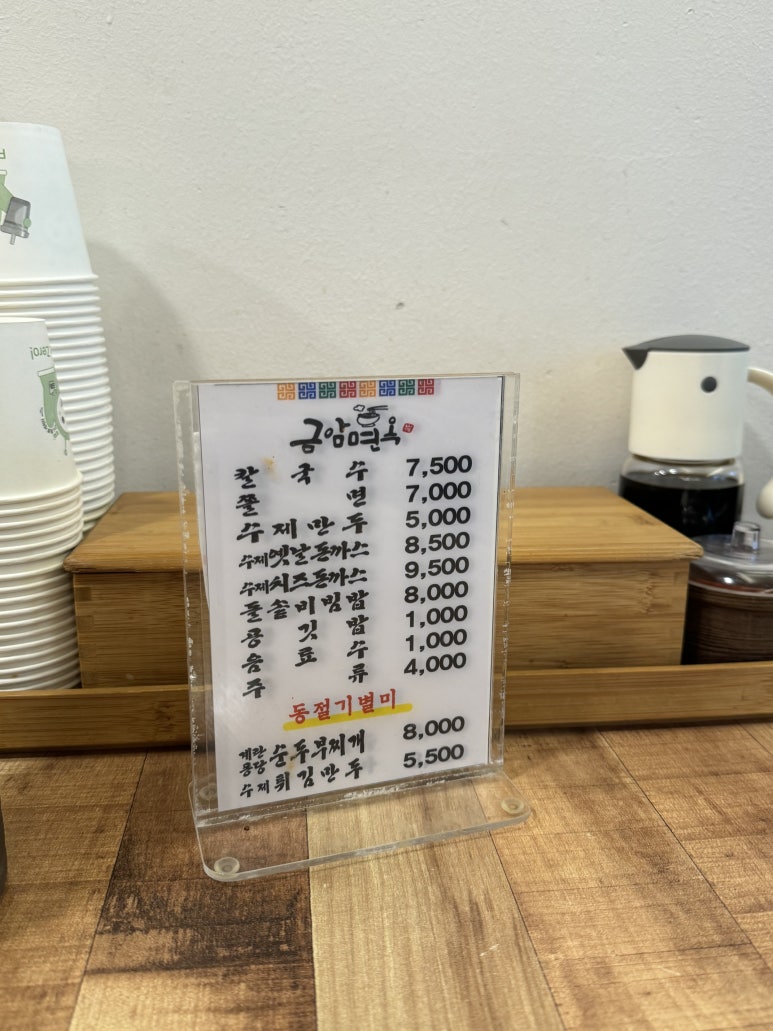 금암면옥
칼국수 7,500
쫄면 7,000
수제만두 5,000
수제옛날돈까스 8,500
수제치즈돈까스 9,500
돌솥비빔밥 8,000
공깃밥 1,000
음료수 1,000
주류 4,000
동절기별미
계란퐁당 순두부찌개 8,000
수제튀김만두 5,500